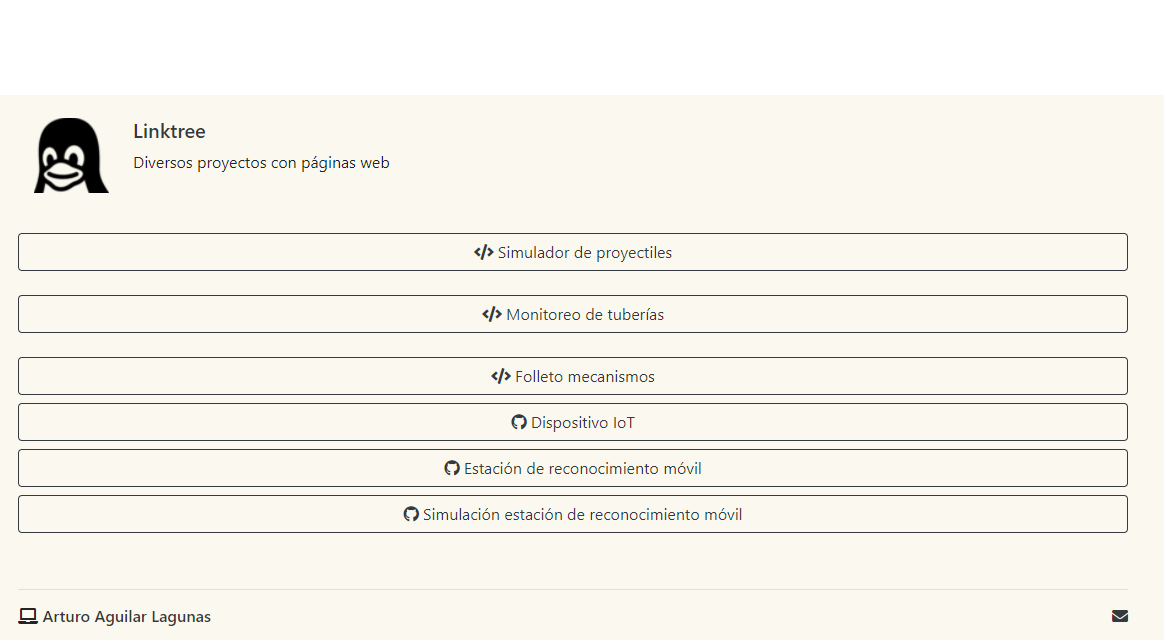 Linktree
Diversos proyectos con páginas web
Simulador de proyectiles
Monitoreo de tuberías
Folleto mecanismos
Dispositivo IoT
Estación de reconocimiento móvil
Simulación estación de reconocimiento móvil
Arturo Aguilar Lagunas